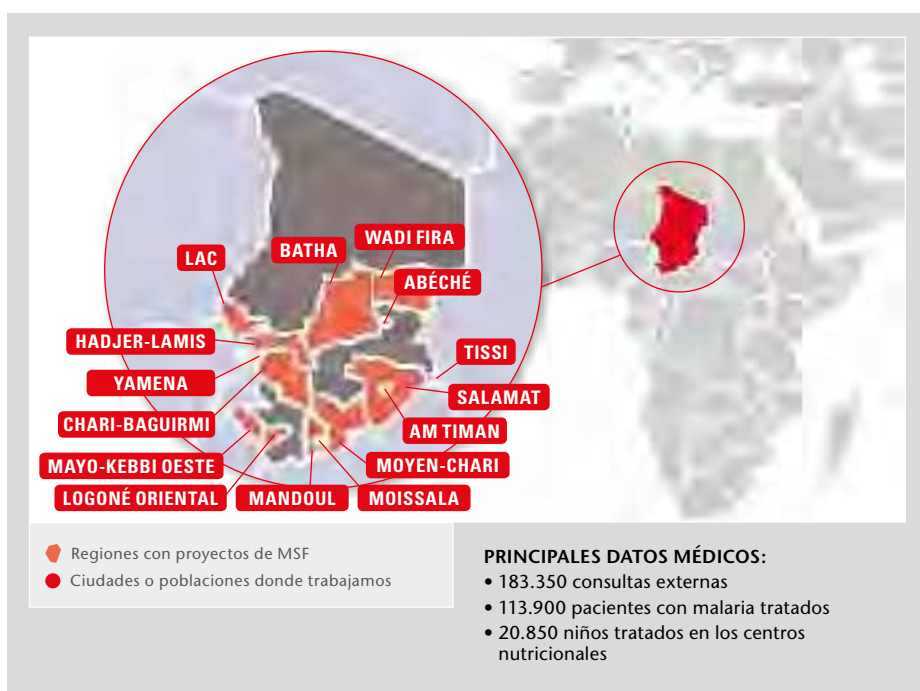 WADI FIRA
BATHA
LAC
ABÉCHÉ
HADJER-LAMIS
TISSI
YAMENA
SALAMAT
CHARI-BAGUIRMI
AM TIMAN
MAYO-KEBBI OESTE
MOYEN-CHARI
LOGONÉ ORIENTAL
MANDOUL
MOISSALA
Regiones con proyectos de MSF
Ciudades o poblaciones donde trabajamos
PRINCIPALES DATOS MÉDICOS:
• 183.350 consultas externas
• 113.900 pacientes con malaria tratados
• 20.850 niños tratados en los centros
nutricionales